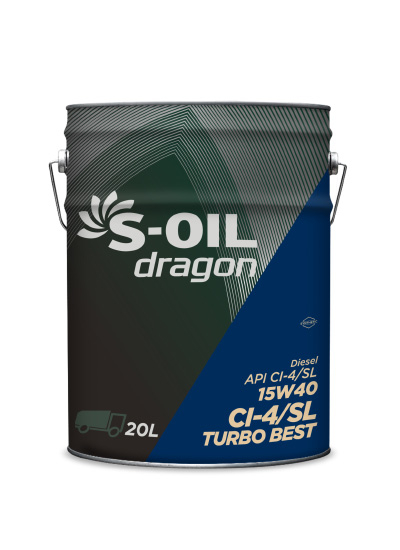 S-OIL
dragon
Diesel
API CI-4/SL
15W40
CI-4/SL
TURBO BEST
20L